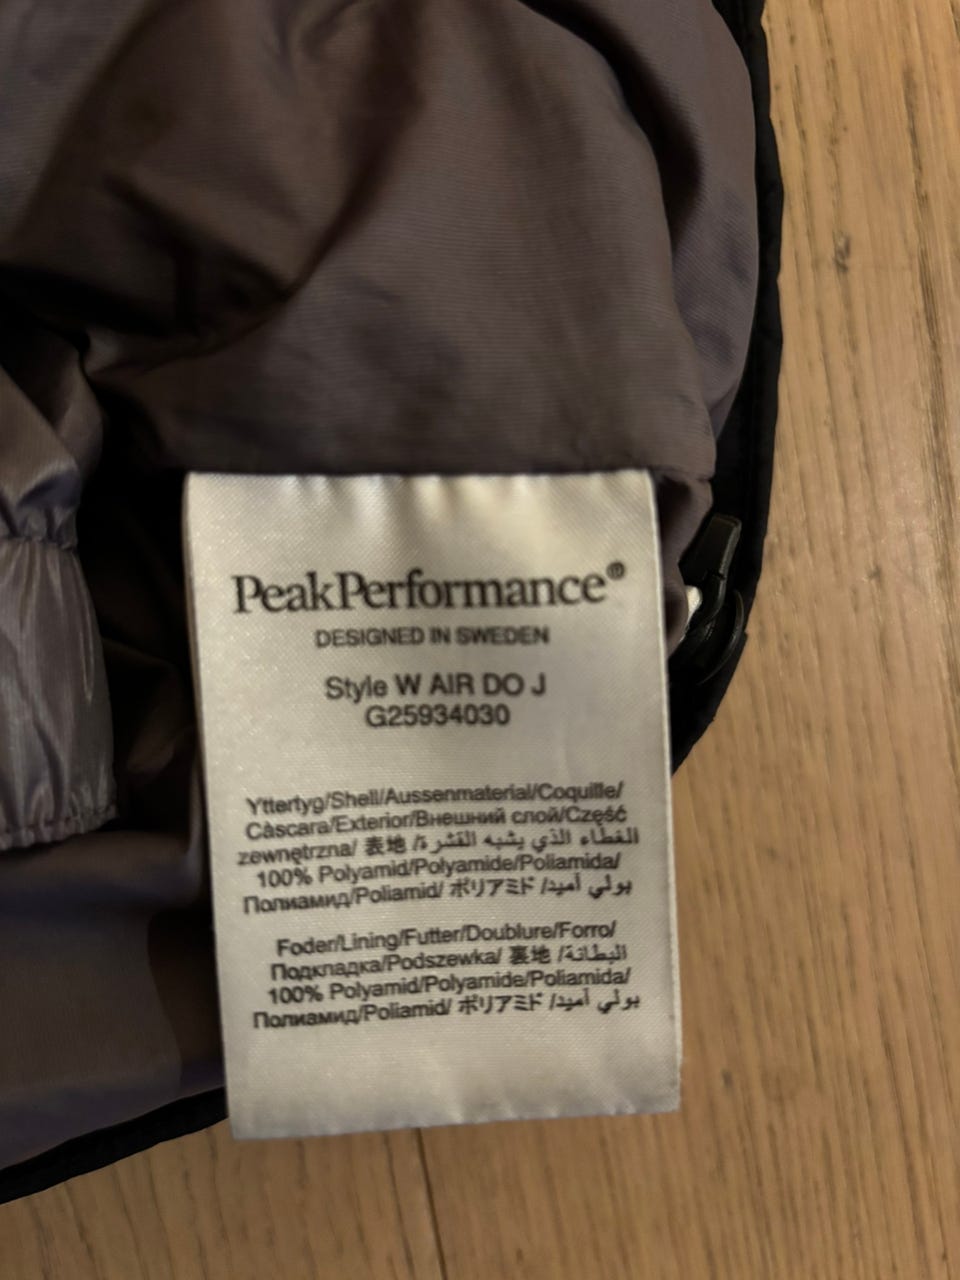 PeakPerformance®
DESIGNED IN SWEDEN
Style W AIR DO J
G25934030
Yttertyg/Shell/Aussenmaterial/Coquille/
Càscara/Exterior/Внешний слой/Część
zewnętrzna/ 表地 /الغطاء الذي يشبه القشرة
100% Polyamid/Polyamide/Poliamida/
Полиамид/Poliamid/ ポリアミド /بولي أميد
Foder/Lining/Futter/Doublure/Forro/
Подкладка/Podszewka/ 裏地 /البطانة
100% Polyamid/Polyamide/Poliamida/
Полиамид/Poliamid/ ポリアミド /بولي أميد